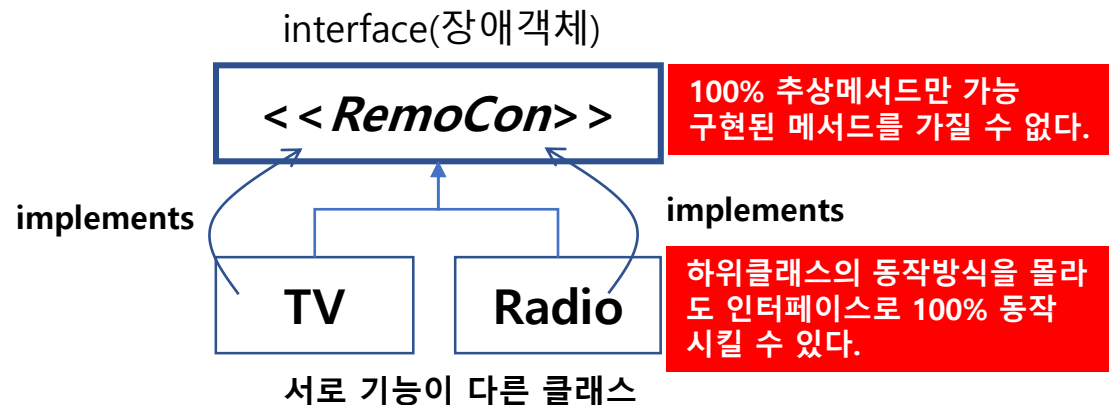 interface(장애객체)
<<RemoCon>>
100% 추상메서드만 가능
구현된 메서드를 가질 수 없다.
implements
implements
TV
Radio
하위클래스의 동작방식을 몰라
도 인터페이스로 100% 동작
시킬 수 있다.
서로 기능이 다른 클래스